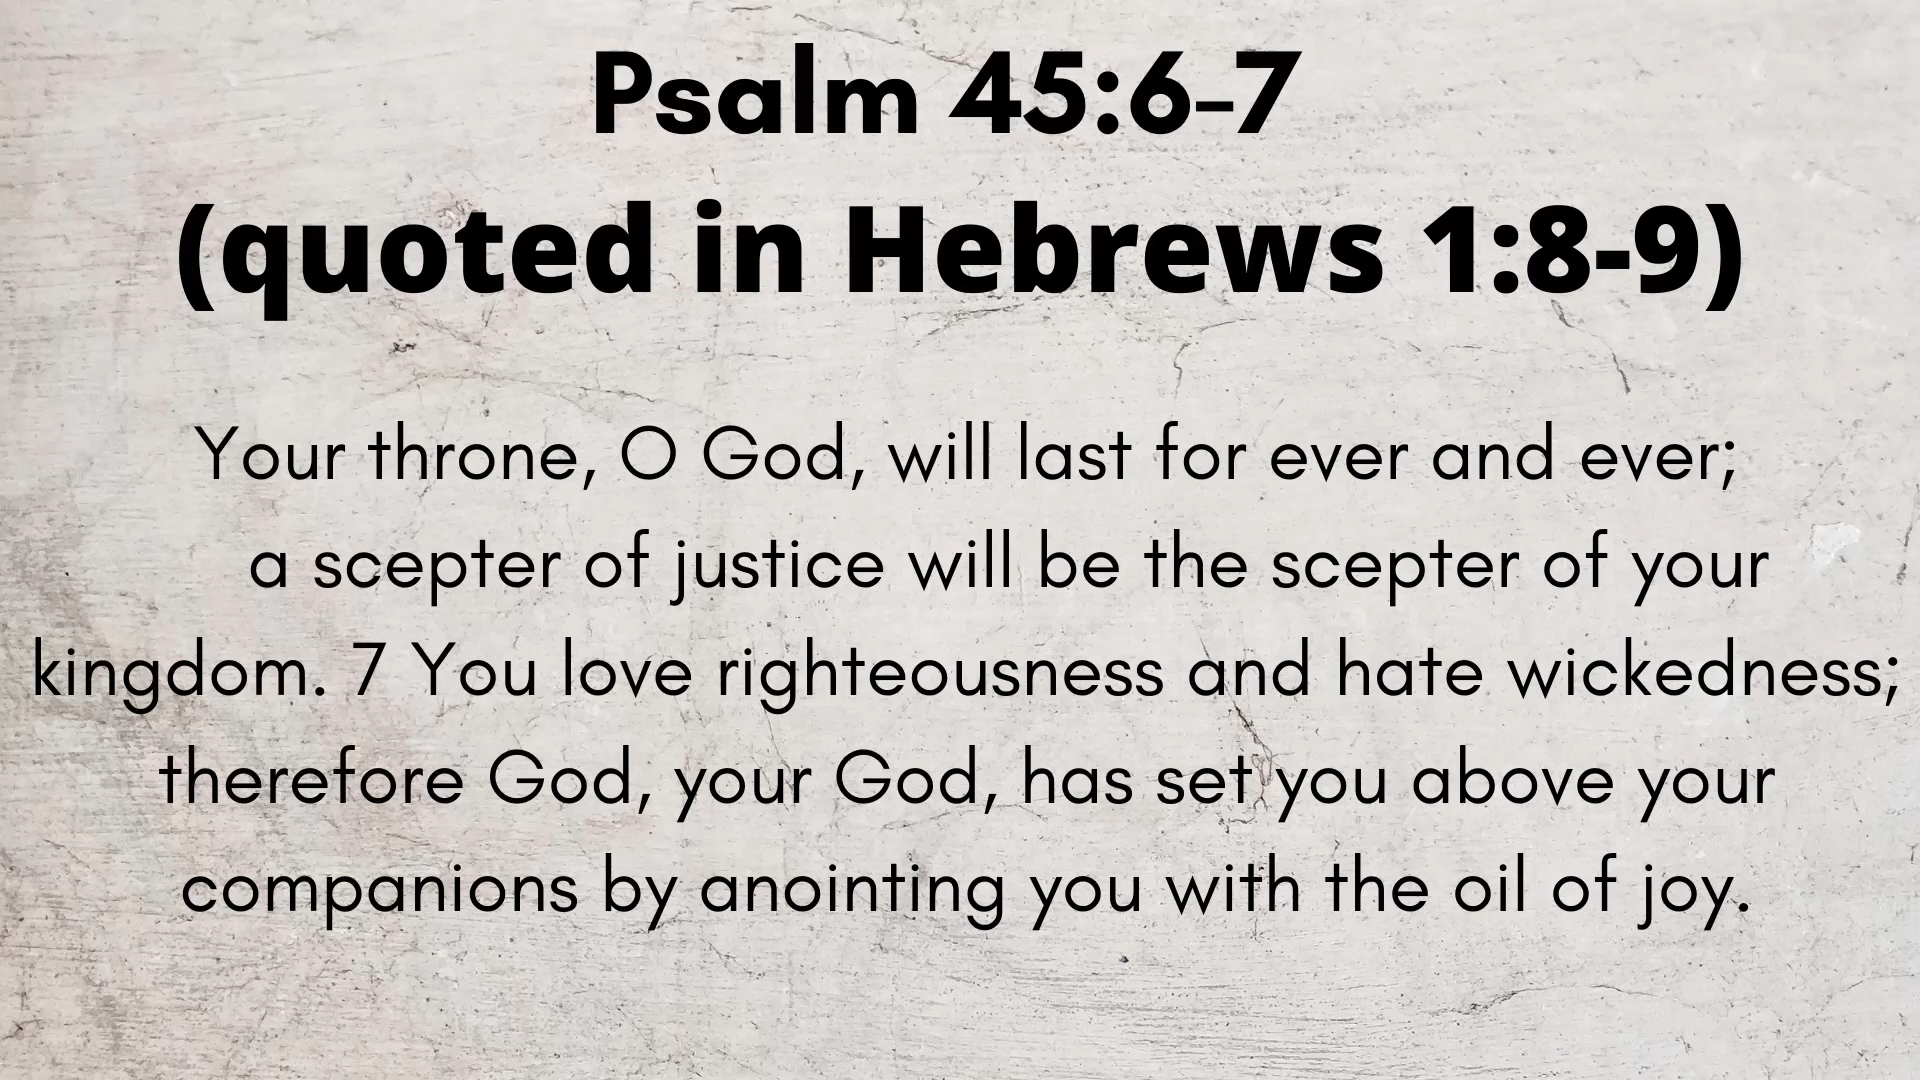 Psalm 45:6–7
(quoted in Hebrews 1:8-9)
Your throne, O God, will last for ever and ever;
a scepter of justice will be the scepter of your
kingdom. 7 You love righteousness and hate wickedness;
therefore God, your God, has set you above your
companions by anointing you with the oil of joy.